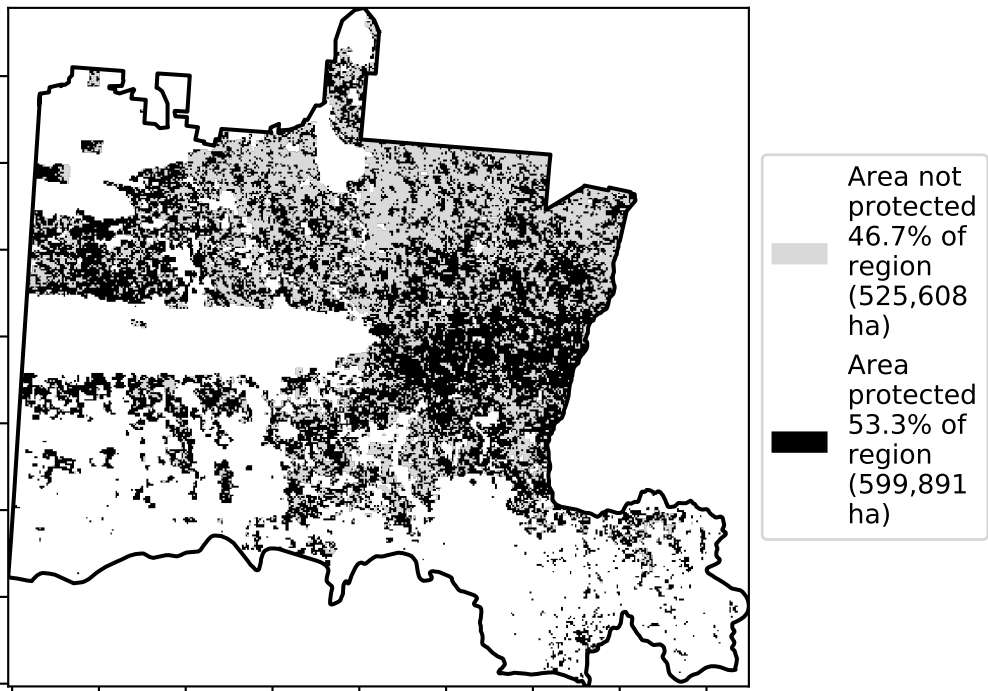 Area not
protected
46.7% of
region
(525,608
ha)
Area
protected
53.3% of
region
(599,891
ha)